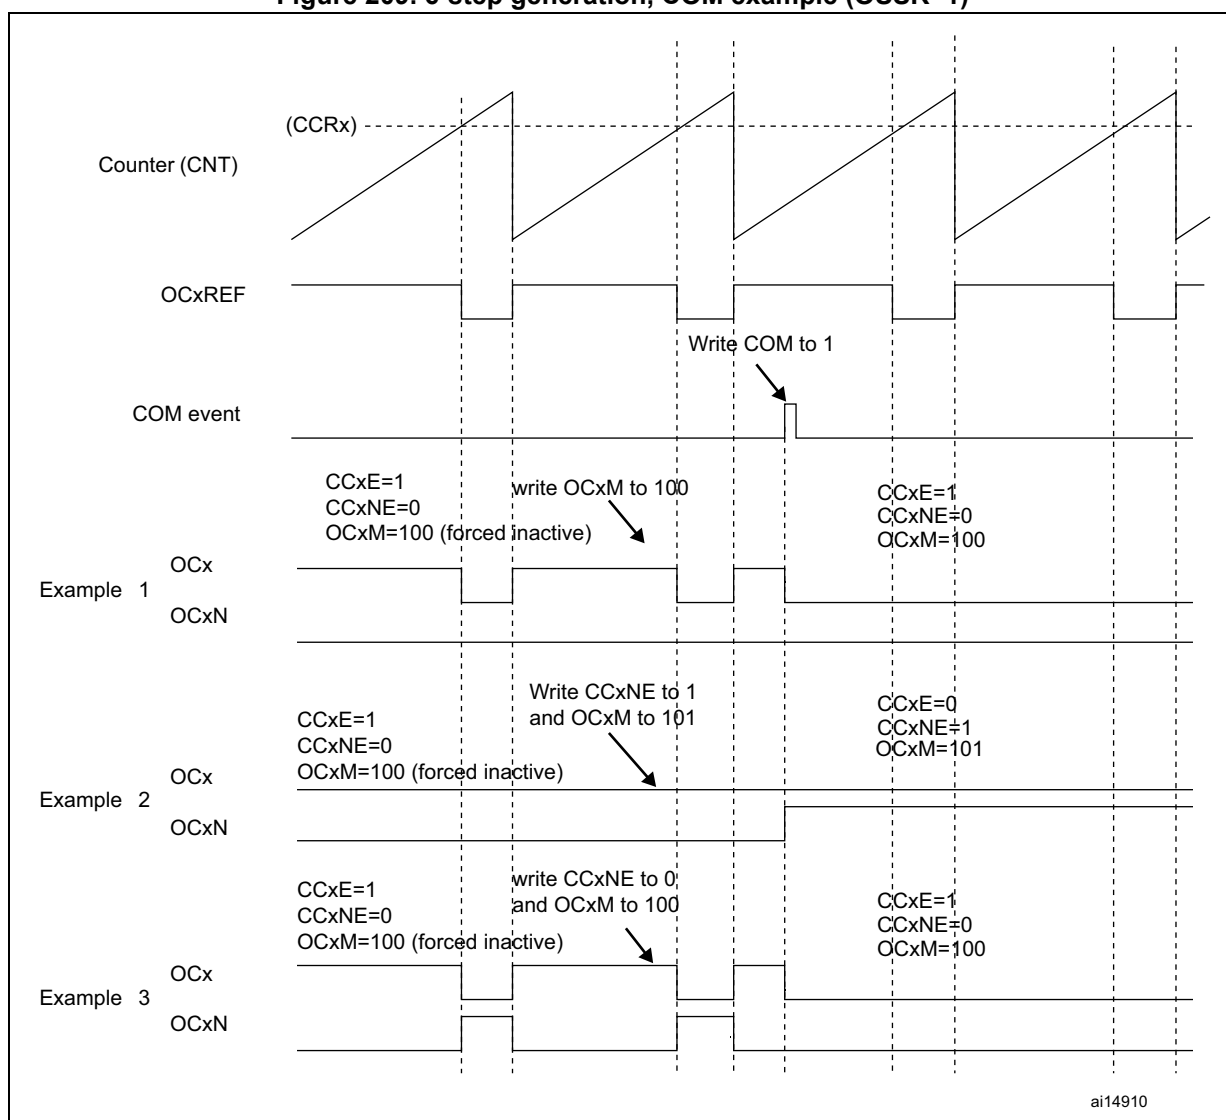 Figure 209. 6-step generation, COM example (OSSR=1)
(CCRx)
Counter (CNT)
OCxREF
Write COM to 1
COM event
CCxE=1
CCxNE=0
OCxM=100 (forced inactive)
write OCxM to 100
CCxE=1
CCxNE=0
OCxM=100
OCx
Example 1
OCxN
Write CCxNE to 1
and OCxM to 101
CCxE=1
CCxNE=0
OCxM=100 (forced inactive)
CCxE=0
CCxNE=1
OCxM=101
OCx
Example 2
OCxN
write CCxNE to 0
and OCxM to 100
CCxE=1
CCxNE=0
OCxM=100 (forced inactive)
CCxE=1
CCxNE=0
OCxM=100
OCx
Example 3
OCxN
ai14910